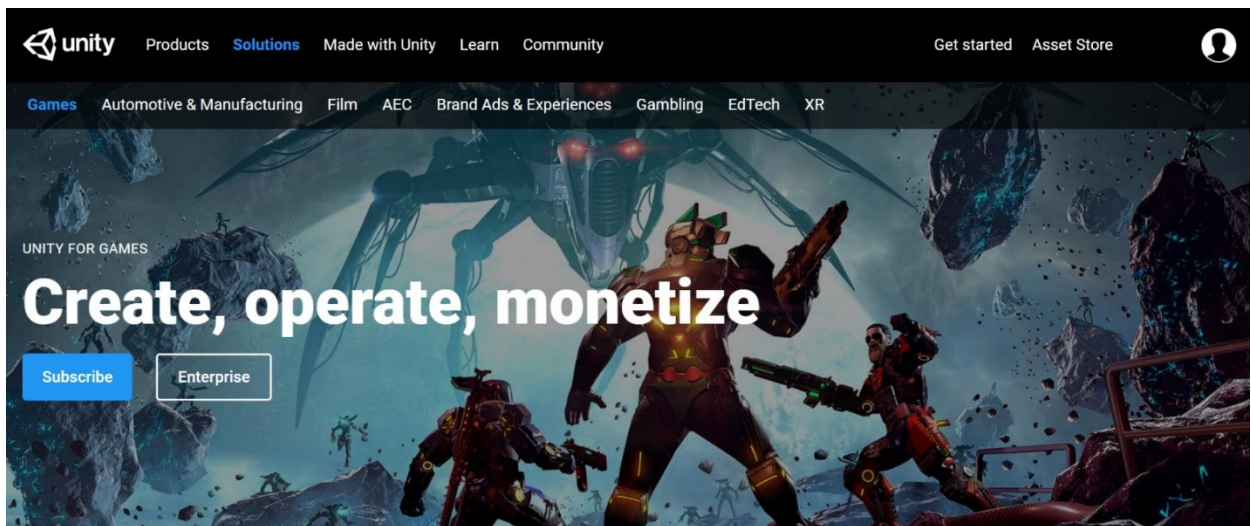 unity Products Solutions Made with Unity Learn Community Get started Asset Store
Games Automotive & Manufacturing Film AEC Brand Ads & Experiences Gambling EdTech XR
UNITY FOR GAMES
Create, operate, monetize
Subscribe Enterprise